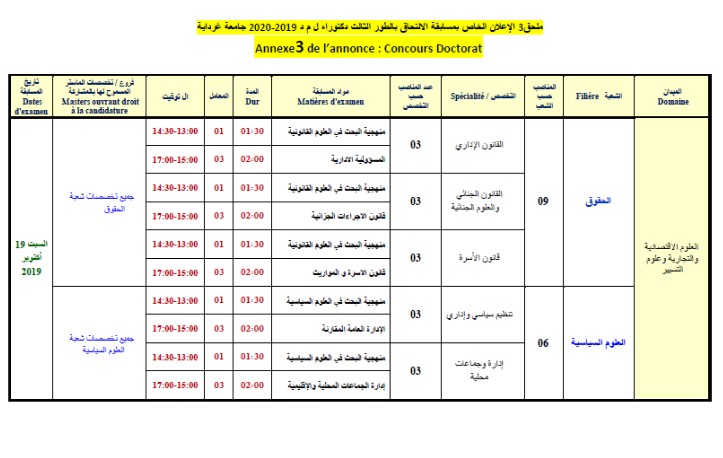 ملحق3 الإعلان الخاص بمسابقة الالتحاق بالطور الثالث دكتوراه ل م د 2019-2020 جامعة غرداية
Annexe3 de l’annonce : Concours Doctorat
الميدان
Domaine
الشعبة Filière
المناصب
حسب
الشعب
التخصص / Spécialité
عدد المناصب
حسب
التخصص
مواد المسابقة
Matières d'examen
المدة
Dur
المعامل
ال توقيت
فروع / تخصصات الماستر
المسموح لها بالمشاركة
Masters ouvrant droit
à la candidature
تاريخ
المسابقة
Dates
d'examen
العلوم الاقتصادية
والتجارية وعلوم
التسيير
الحقوق
09
القانون الإداري
03
منهجية البحث في العلوم القانونية
01:30
01
14:30-13:00
المسؤولية الادارية
02:00
03
17:00-15:00
القانون الجنائي
والعلوم الجنائية
03
منهجية البحث في العلوم القانونية
01:30
01
14:30-13:00
قانون الاجراءات الجزائية
02:00
03
17:00-15:00
قانون الأسرة
03
منهجية البحث في العلوم القانونية
01:30
01
14:30-13:00
قانون الاسرة و المواريث
02:00
03
17:00-15:00
جميع تخصصات شعبة
الحقوق
السبت 19
أكتوبر
2019
العلوم السياسية
06
تنظيم سياسي وإداري
03
منهجية البحث في العلوم السياسية
01:30
01
14:30-13:00
الإدارة العامة المقارنة
02:00
03
17:00-15:00
إدارة وجماعات
محلية
03
منهجية البحث في العلوم السياسية
01:30
01
14:30-13:00
إدارة الجماعات المحلية والإقليمية
02:00
03
17:00-15:00
جميع تخصصات شعبة
العلوم السياسية